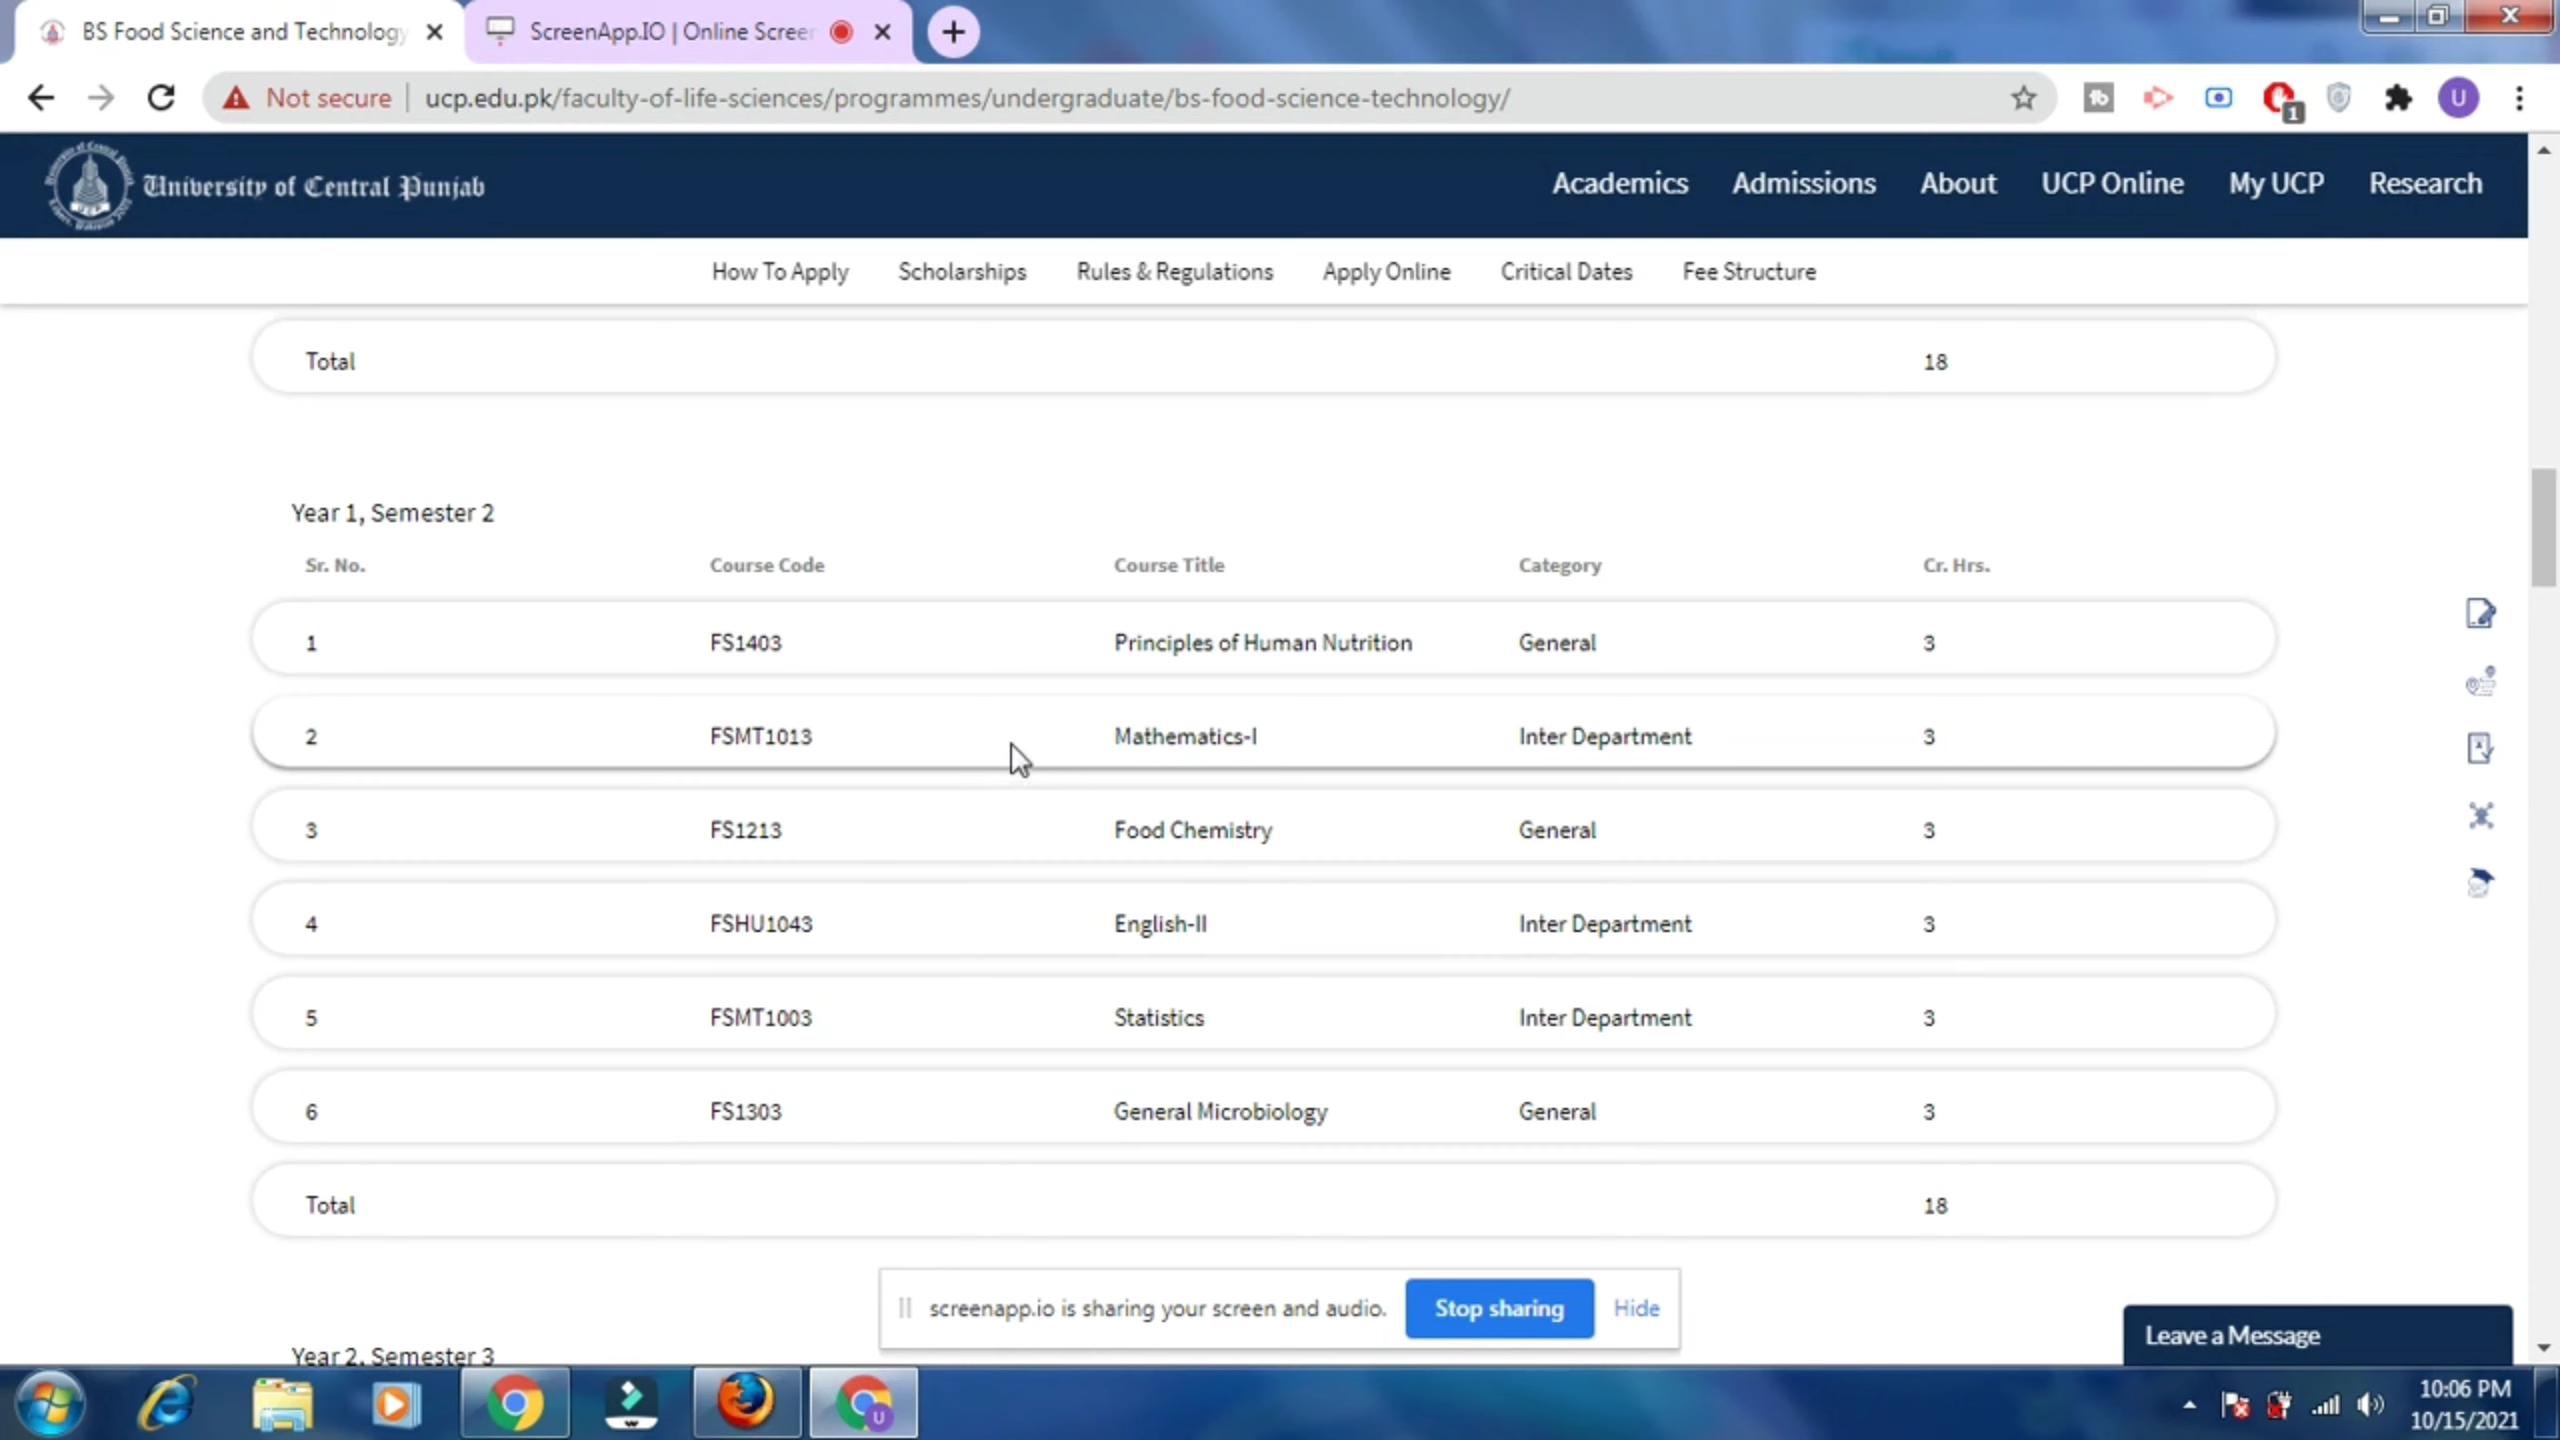 BS Food Science and Technology
ScreenApp.IO | Online Screen
Not secure
ucp.edu.pk/faculty-of-life-sciences/programmes/undergraduate/bs-food-science-technology/
1
U
University of Central Punjab
Academics Admissions About UCP Online My UCP Research
How To Apply Scholarships Rules & Regulations Apply Online Critical Dates Fee Structure
Total 18
Year 1, Semester 2
Sr. No. Course Code Course Title Category Cr. Hrs.
1 FS1403 Principles of Human Nutrition General 3
2 FSMT1013 Mathematics-I Inter Department 3
3 FS1213 Food Chemistry General 3
4 FSHU1043 English-II Inter Department 3
5 FSMT1003 Statistics Inter Department 3
6 FS1303 General Microbiology General 3
Total 18
screenapp.io is sharing your screen and audio. Stop sharing Hide
Leave a Message
Year 2, Semester 3
U
10:06 PM
10/15/2021